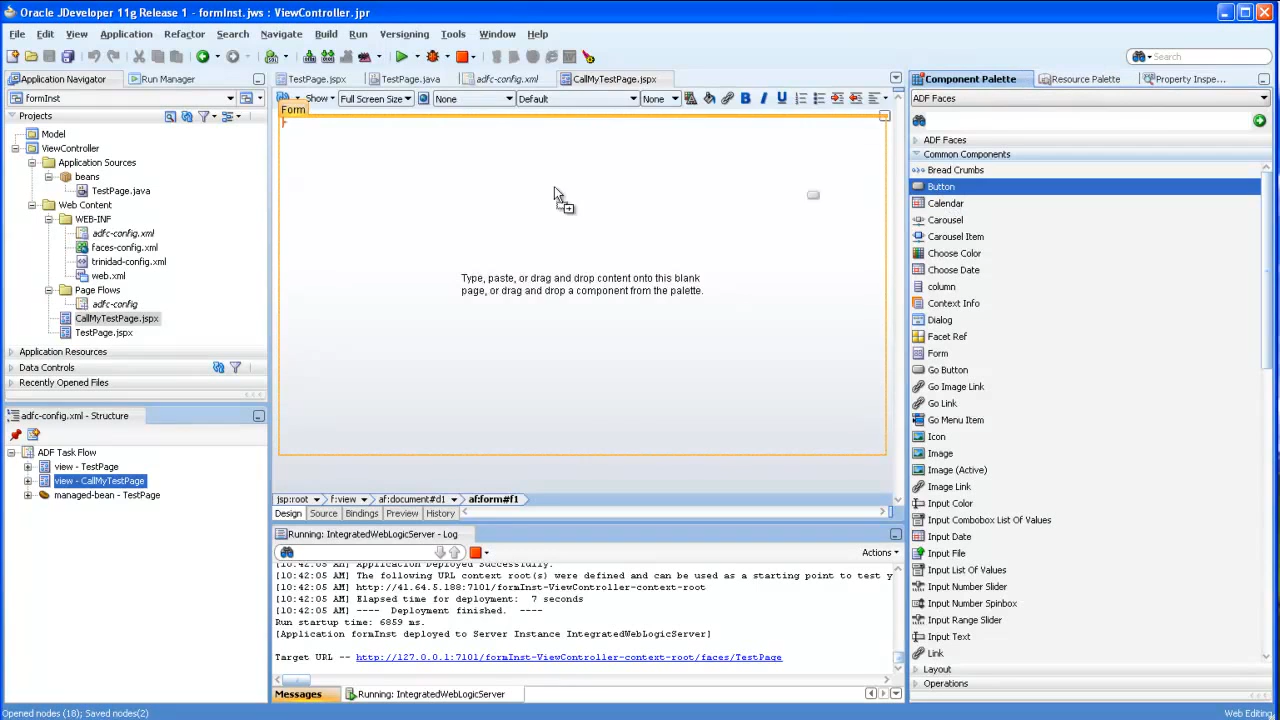 Oracle JDeveloper 11g Release 1 - formInst.jws : ViewController.jpr
File Edit View Application Refactor Search Navigate Build Run Versioning Tools Window Help
Search
Application Navigator Run Manager
TestPage.jspx TestPage.java adfc-config.xml CallMyTestPage.jspx
Component Palette Resource Palette Property Inspe...
formInst
Show Full Screen Size None Default None B I U
ADF Faces
Form
Projects
Model
ViewController
Application Sources
beans
TestPage.java
Web Content
WEB-INF
adfc-config.xml
faces-config.xml
trinidad-config.xml
web.xml
Page Flows
adfc-config
CallMyTestPage.jspx
TestPage.jspx
Application Resources
Data Controls
Recently Opened Files
adfc-config.xml - Structure
ADF Task Flow
view - TestPage
view - CallMyTestPage
managed-bean - TestPage
Type, paste, or drag and drop content onto this blank
page, or drag and drop a component from the palette.
jsp:root f:view af:document#d1 af:form#f1
Design Source Bindings Preview History
Running: IntegratedWebLogicServer - Log
Actions
[10:42:05 AM] Application Deployed Successfully.
[10:42:05 AM] The following URL context root(s) were defined and can be used as a starting point to test y
[10:42:05 AM] http://41.64.5.188:7101/formInst-ViewController-context-root
[10:42:05 AM] Elapsed time for deployment: 7 seconds
[10:42:05 AM] ---- Deployment finished. ----
Run startup time: 6859 ms.
[Application formInst deployed to Server Instance IntegratedWebLogicServer]
Target URL -- http://127.0.0.1:7101/formInst-ViewController-context-root/faces/TestPage
Messages Running: IntegratedWebLogicServer
ADF Faces
Common Components
Bread Crumbs
Button
Calendar
Carousel
Carousel Item
Choose Color
Choose Date
column
Context Info
Dialog
Facet Ref
Form
Go Button
Go Image Link
Go Link
Go Menu Item
Icon
Image
Image (Active)
Image Link
Input Color
Input Combobox List Of Values
Input Date
Input File
Input List Of Values
Input Number Slider
Input Number Spinbox
Input Range Slider
Input Text
Link
Layout
Operations
Opened nodes (18); Saved nodes(2)
Web Editing